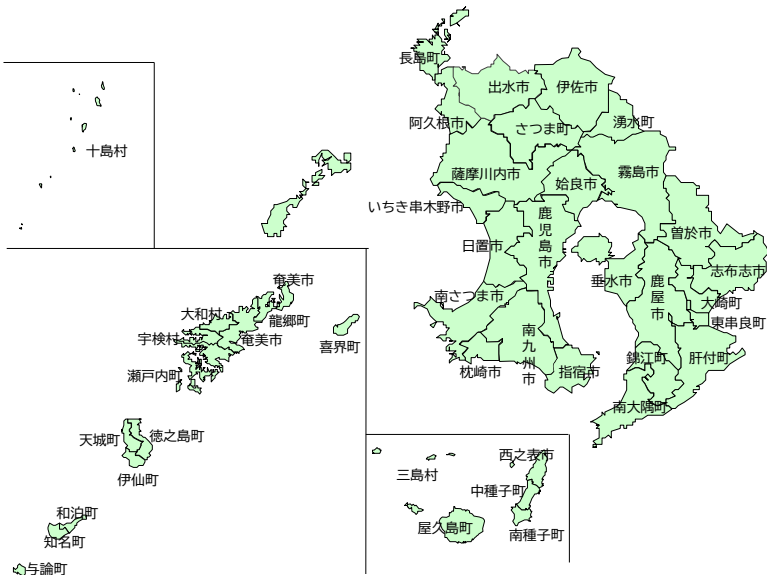 長島町
出水市
伊佐市
阿久根市
さつま町
湧水町
十島村
薩摩川内市
姶良市
霧島市
いちき串木野市
鹿児島市
日置市
曽於市
志布志市
垂水市
鹿屋市
大崎町
東串良町
南さつま市
南九州市
枕崎市
指宿市
錦江町
肝付町
南大隅町
奄美市
大和村
龍郷町
宇検村
奄美市
喜界町
瀬戸内町
天城町
徳之島町
伊仙町
和泊町
知名町
与論町
三島村
西之表市
中種子町
屋久島町
南種子町